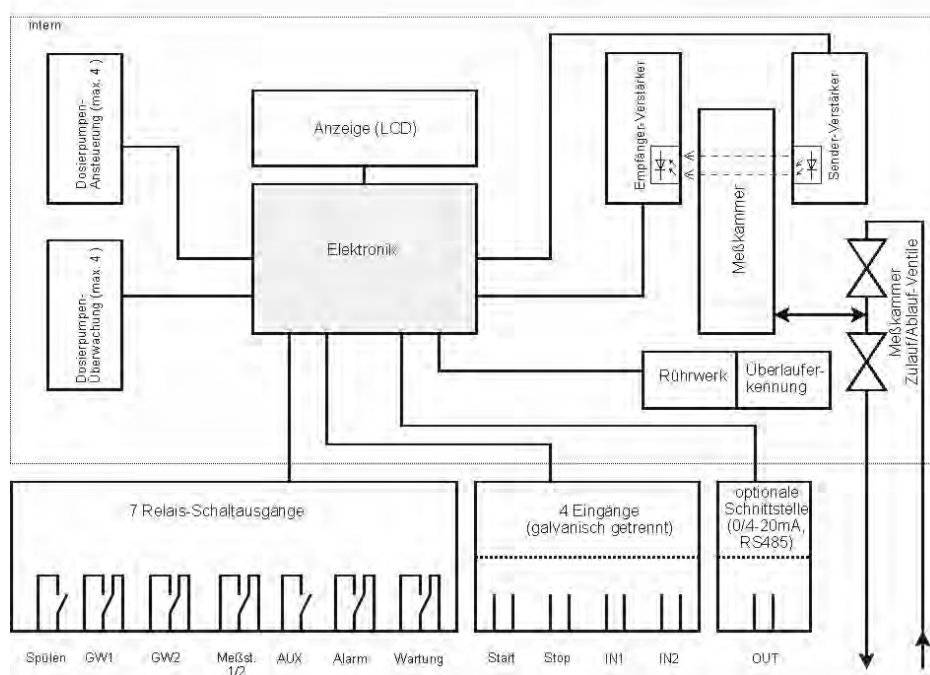 intern
Dosierpumpen-
Ansteuerung (max. 4 )
Anzeige (LCD)
Empfänger-Verstärker
Sender-Verstärker
Meßkammer
Elektronik
Dosierpumpen-
Überwachung (max. 4 )
Meßkammer
Zulauf/Ablauf-Ventile
Rührwerk
Überlaufer-
kennung
7 Relais-Schaltausgänge
4 Eingänge
(galvanisch getrennt)
optionale
Schnittstelle
(0/4-20mA,
RS485)
Spülen
GW1
GW2
Meßst.
1/2
AUX
Alarm
Wartung
Start
Stop
IN1
IN2
OUT